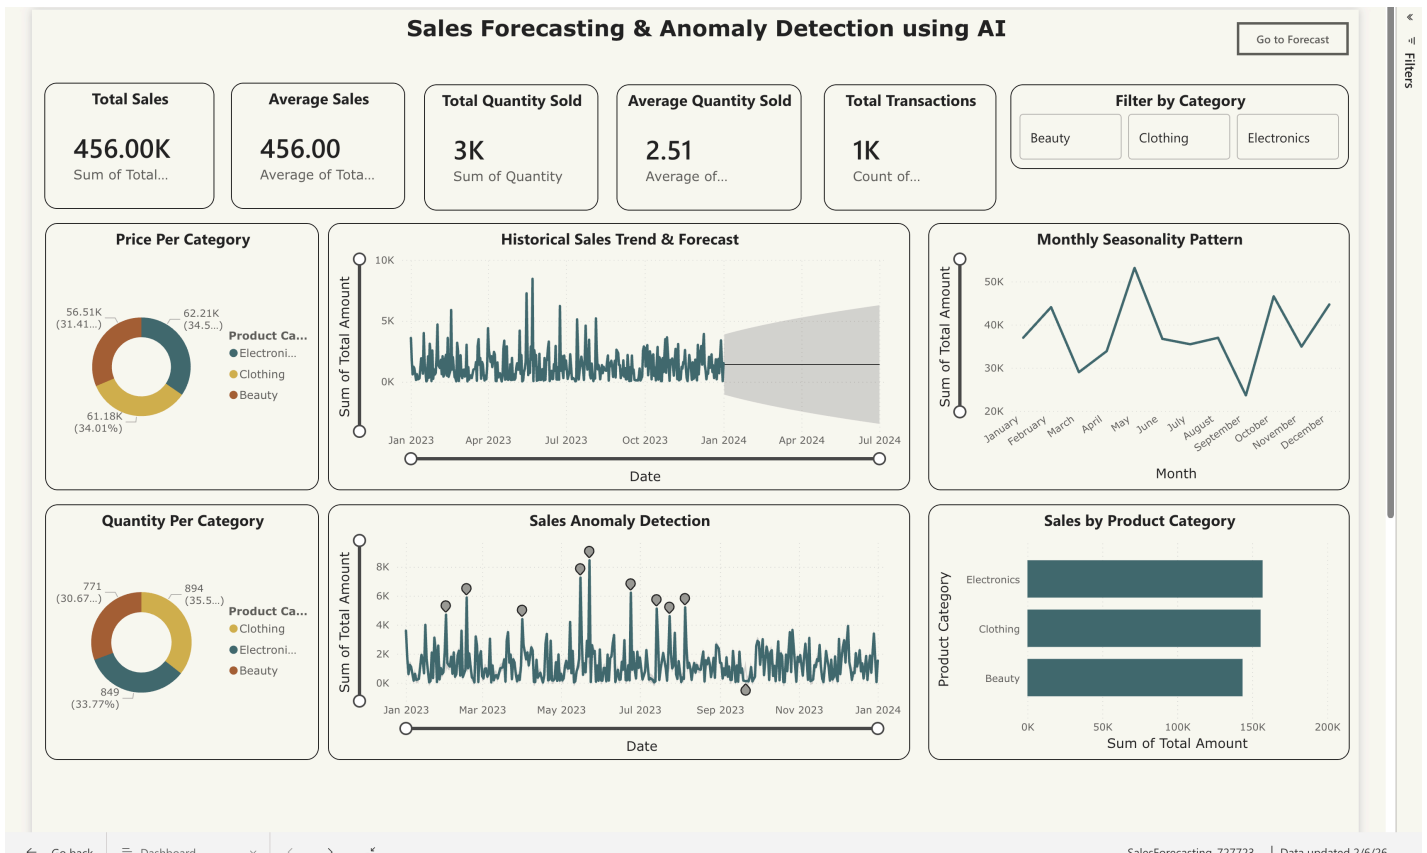 Sales Forecasting & Anomaly Detection using AI
Go to Forecast
Filters
Total Sales
456.00K
Sum of Total...
Average Sales
456.00
Average of Tota...
Total Quantity Sold
3K
Sum of Quantity
Average Quantity Sold
2.51
Average of...
Total Transactions
1K
Count of...
Filter by Category
Beauty
Clothing
Electronics
Price Per Category
56.51K
(31.41...)
62.21K
(34.5...)
61.18K
(34.01%)
Product Ca...
Electroni...
Clothing
Beauty
Historical Sales Trend & Forecast
Sum of Total Amount
10K
5K
0K
Jan 2023
Apr 2023
Jul 2023
Oct 2023
Jan 2024
Apr 2024
Jul 2024
Date
Monthly Seasonality Pattern
Sum of Total Amount
50K
40K
30K
20K
January
February
March
April
May
June
July
August
September
October
November
December
Month
Quantity Per Category
771
(30.67...)
894
(35.5...)
849
(33.77%)
Product Ca...
Clothing
Electroni...
Beauty
Sales Anomaly Detection
Sum of Total Amount
8K
6K
4K
2K
0K
Jan 2023
Mar 2023
May 2023
Jul 2023
Sep 2023
Nov 2023
Jan 2024
Date
Sales by Product Category
Product Category
Electronics
Clothing
Beauty
0K
50K
100K
150K
200K
Sum of Total Amount
Go back
Dashboard
SalesForecasting_727723
Data updated 2/6/26